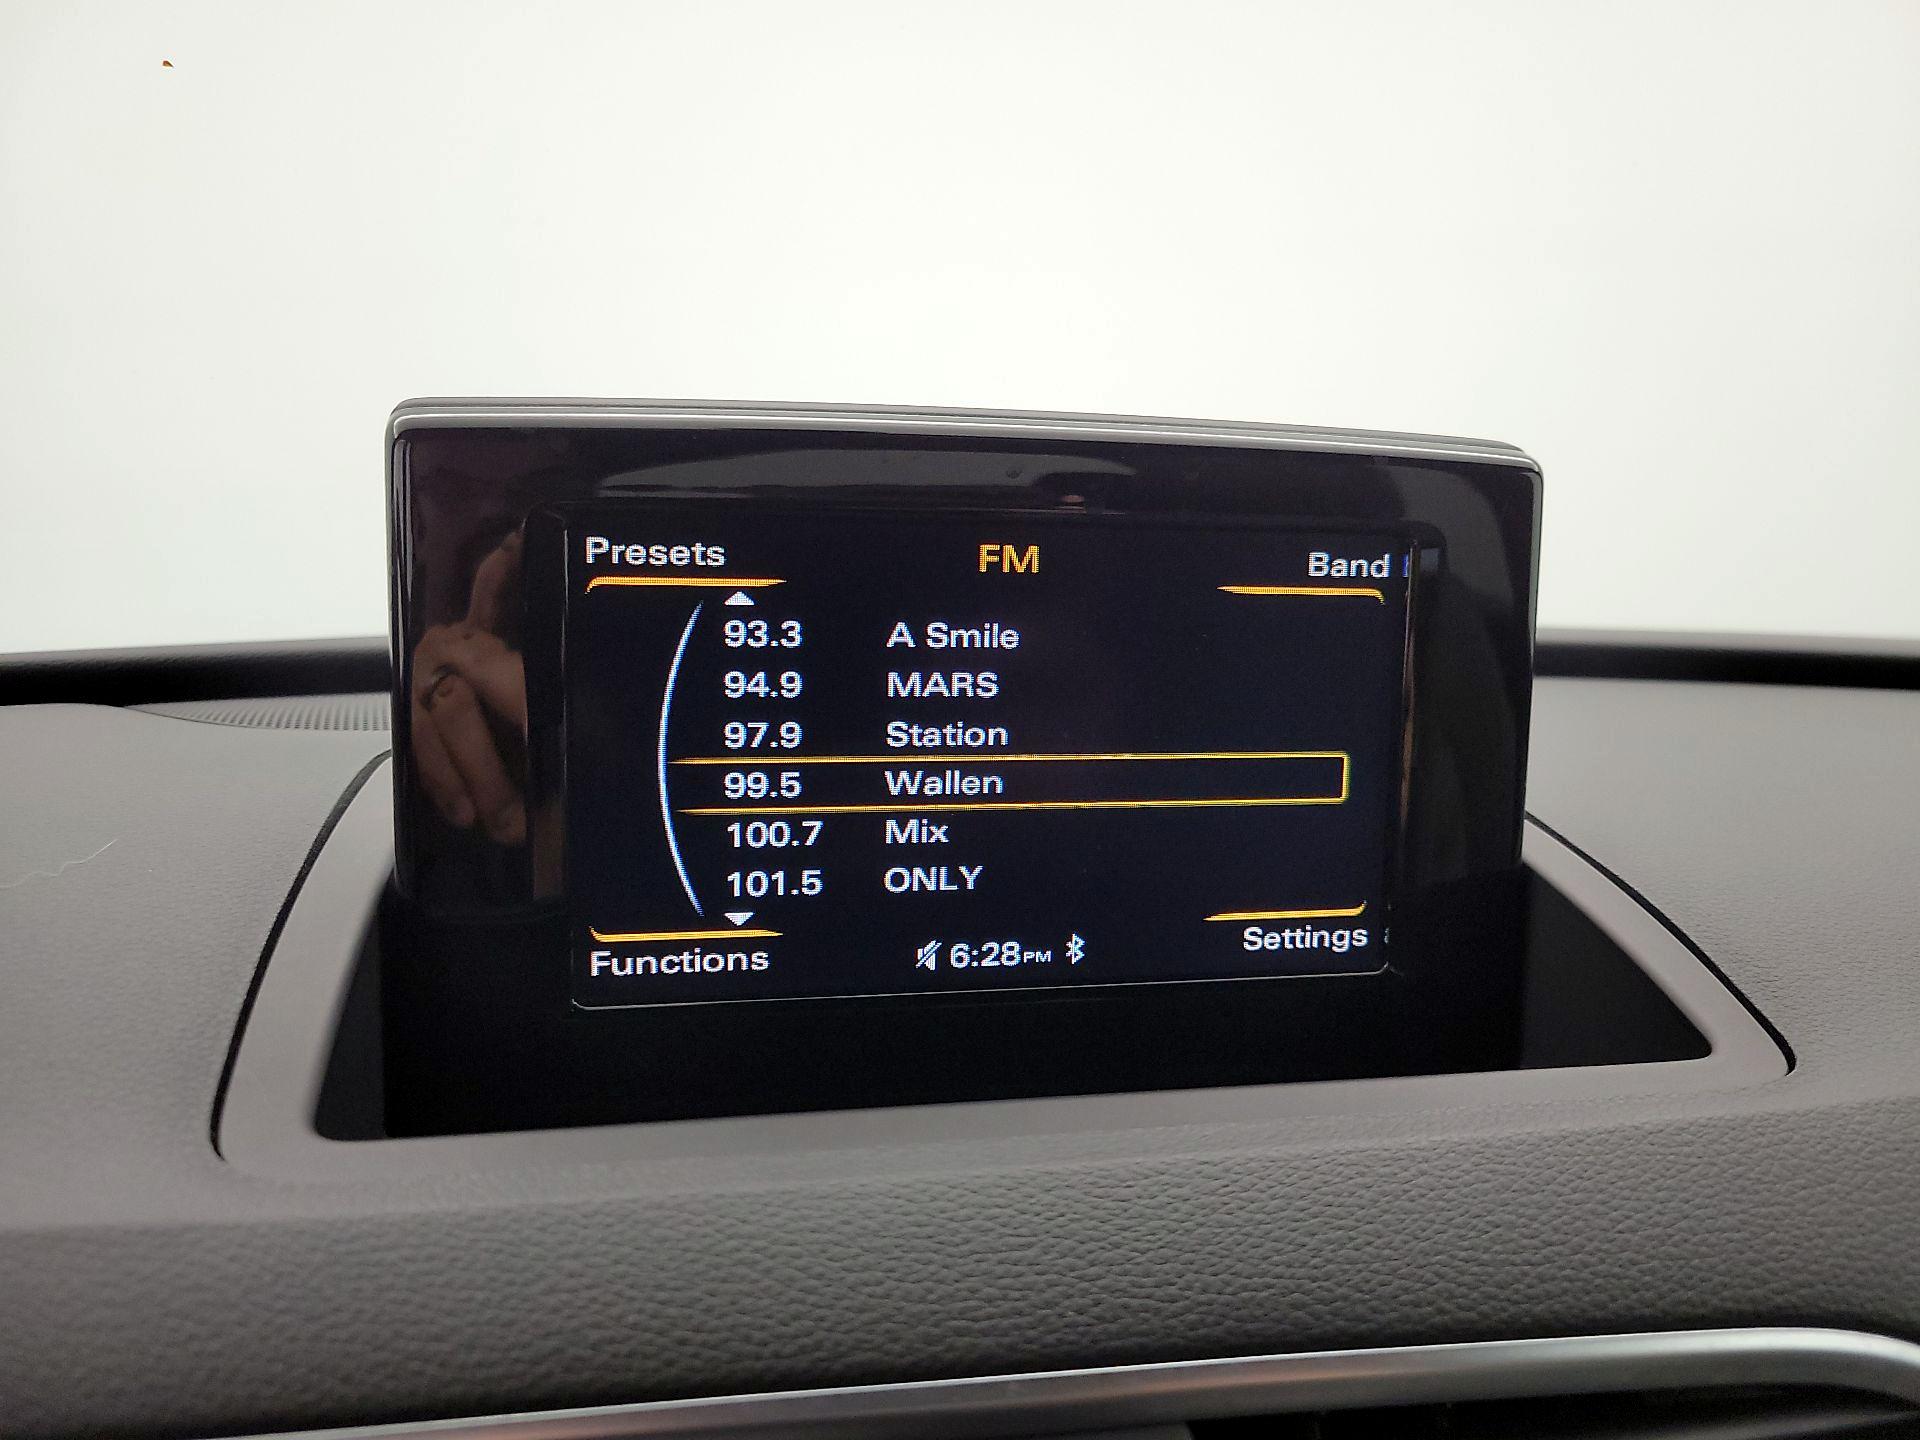 Presets FM Band
93.3 A Smile
94.9 MARS
97.9 Station
99.5 Wallen
100.7 Mix
101.5 ONLY
Functions 6:28PM Settings